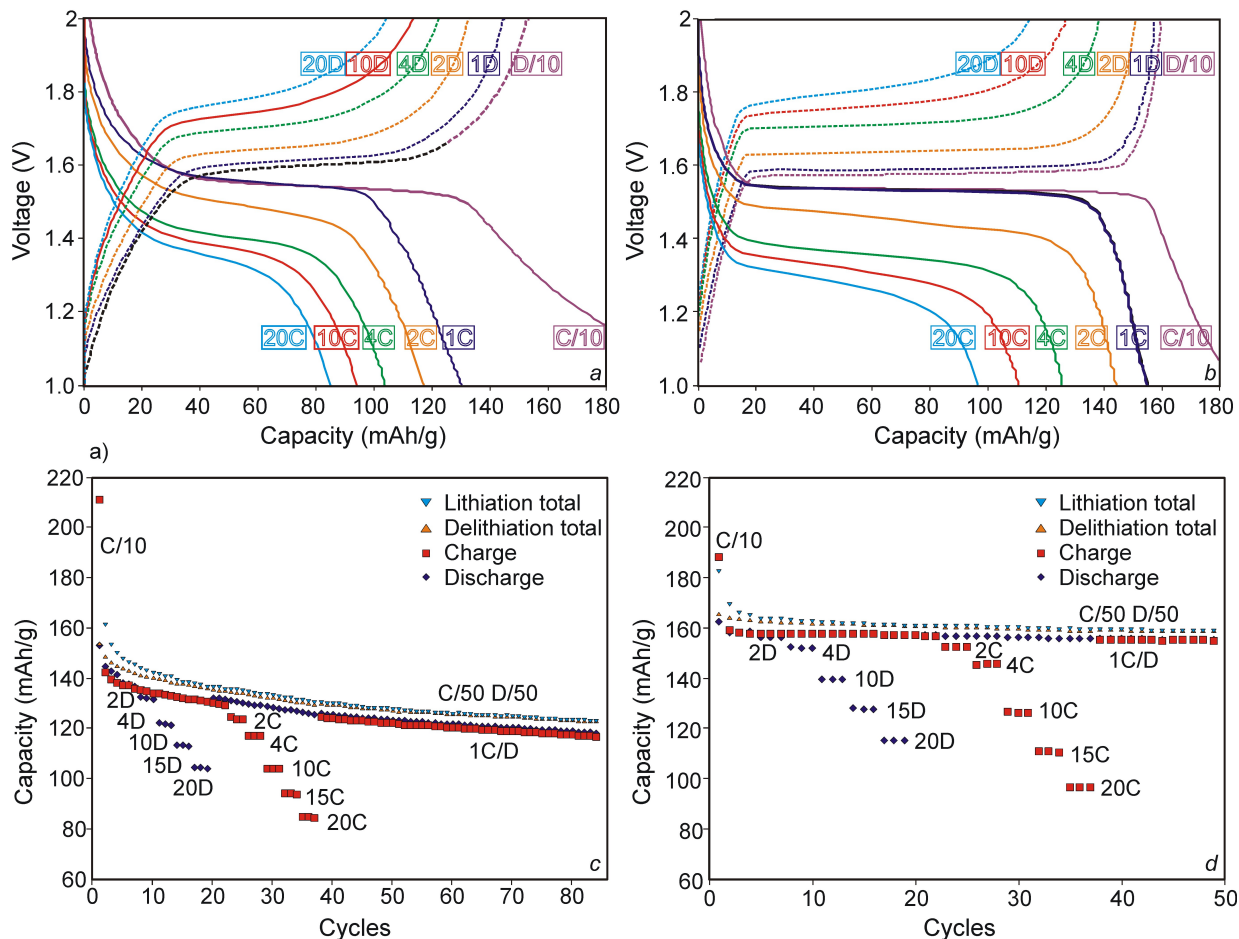 2
1.8
1.6
1.4
1.2
1.0
Voltage (V)
20D 10D 4D 2D 1D D/10
20C 10C 4C 2C 1C C/10
a
0 20 40 60 80 100 120 140 160 180
Capacity (mAh/g)
a)
2
1.8
1.6
1.4
1.2
1.0
Voltage (V)
20D 10D 4D 2D 1D D/10
20C 10C 4C 2C 1C C/10
b
0 20 40 60 80 100 120 140 160 180
Capacity (mAh/g)
220
200
180
160
140
120
100
80
60
Capacity (mAh/g)
Lithiation total
Delithiation total
Charge
Discharge
C/10
2D
4D
10D
15D
20D
2C
4C
10C
15C
20C
C/50 D/50
1C/D
c
0 10 20 30 40 50 60 70 80
Cycles
220
200
180
160
140
120
100
80
60
Capacity (mAh/g)
Lithiation total
Delithiation total
Charge
Discharge
C/10
C/50 D/50
2D 4D
10D
15D
20D
2C
4C
1C/D
10C
15C
20C
d
0 10 20 30 40 50
Cycles